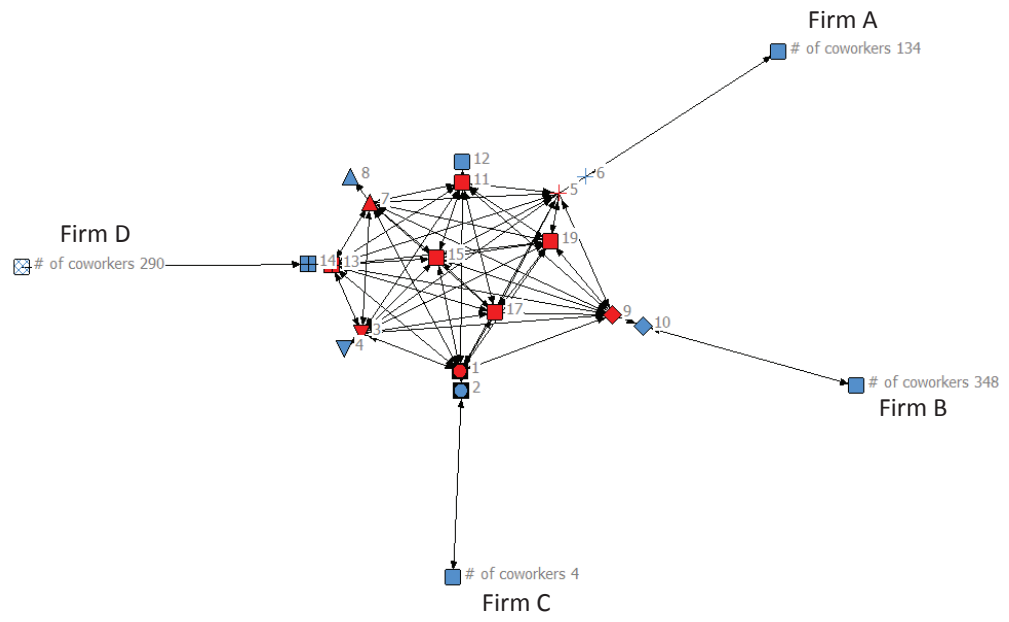 Firm A
# of coworkers 134
12
8
6
11
5
7
Firm D
19
15
# of coworkers 290
14
13
17
9
10
3
4
1
# of coworkers 348
2
Firm B
# of coworkers 4
Firm C